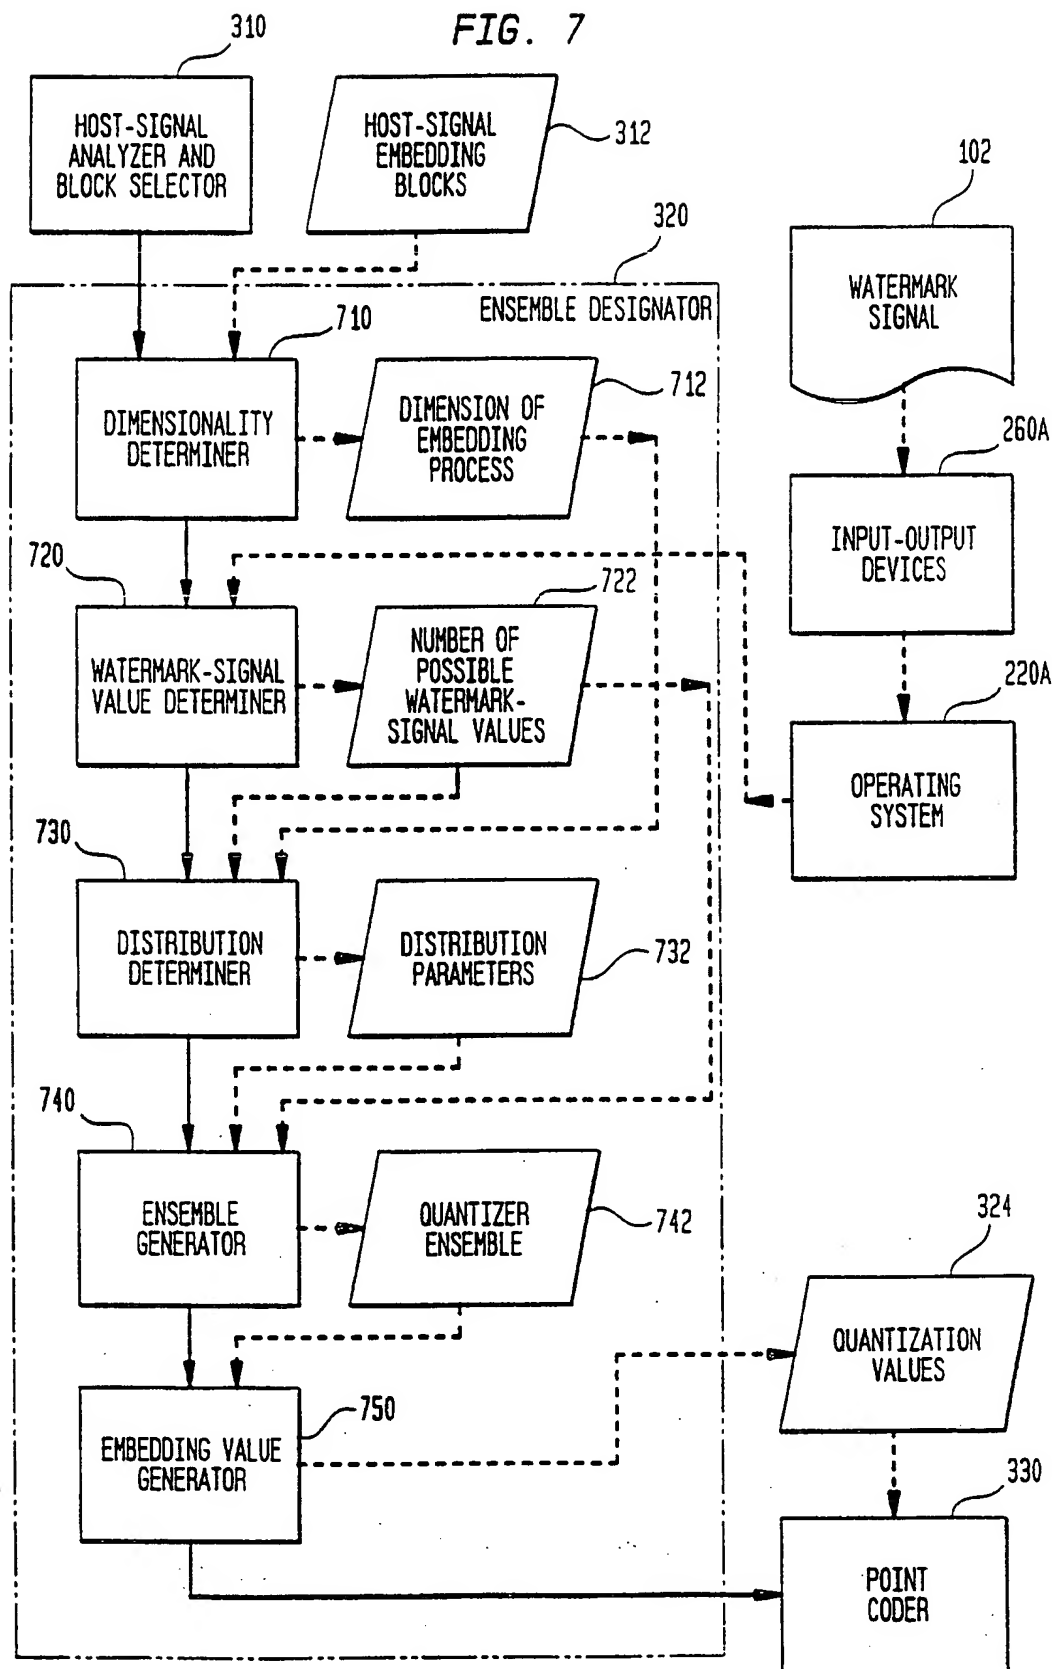 FIG. 7
310
HOST-SIGNAL
ANALYZER AND
BLOCK SELECTOR
HOST-SIGNAL
EMBEDDING
BLOCKS
312
102
WATERMARK
SIGNAL
320
ENSEMBLE DESIGNATOR
710
DIMENSIONALITY
DETERMINER
DIMENSION OF
EMBEDDING
PROCESS
712
260A
INPUT-OUTPUT
DEVICES
720
WATERMARK-SIGNAL
VALUE DETERMINER
722
NUMBER OF
POSSIBLE
WATERMARK-
SIGNAL VALUES
220A
OPERATING
SYSTEM
730
DISTRIBUTION
DETERMINER
DISTRIBUTION
PARAMETERS
732
740
ENSEMBLE
GENERATOR
QUANTIZER
ENSEMBLE
742
324
QUANTIZATION
VALUES
750
EMBEDDING VALUE
GENERATOR
330
POINT
CODER